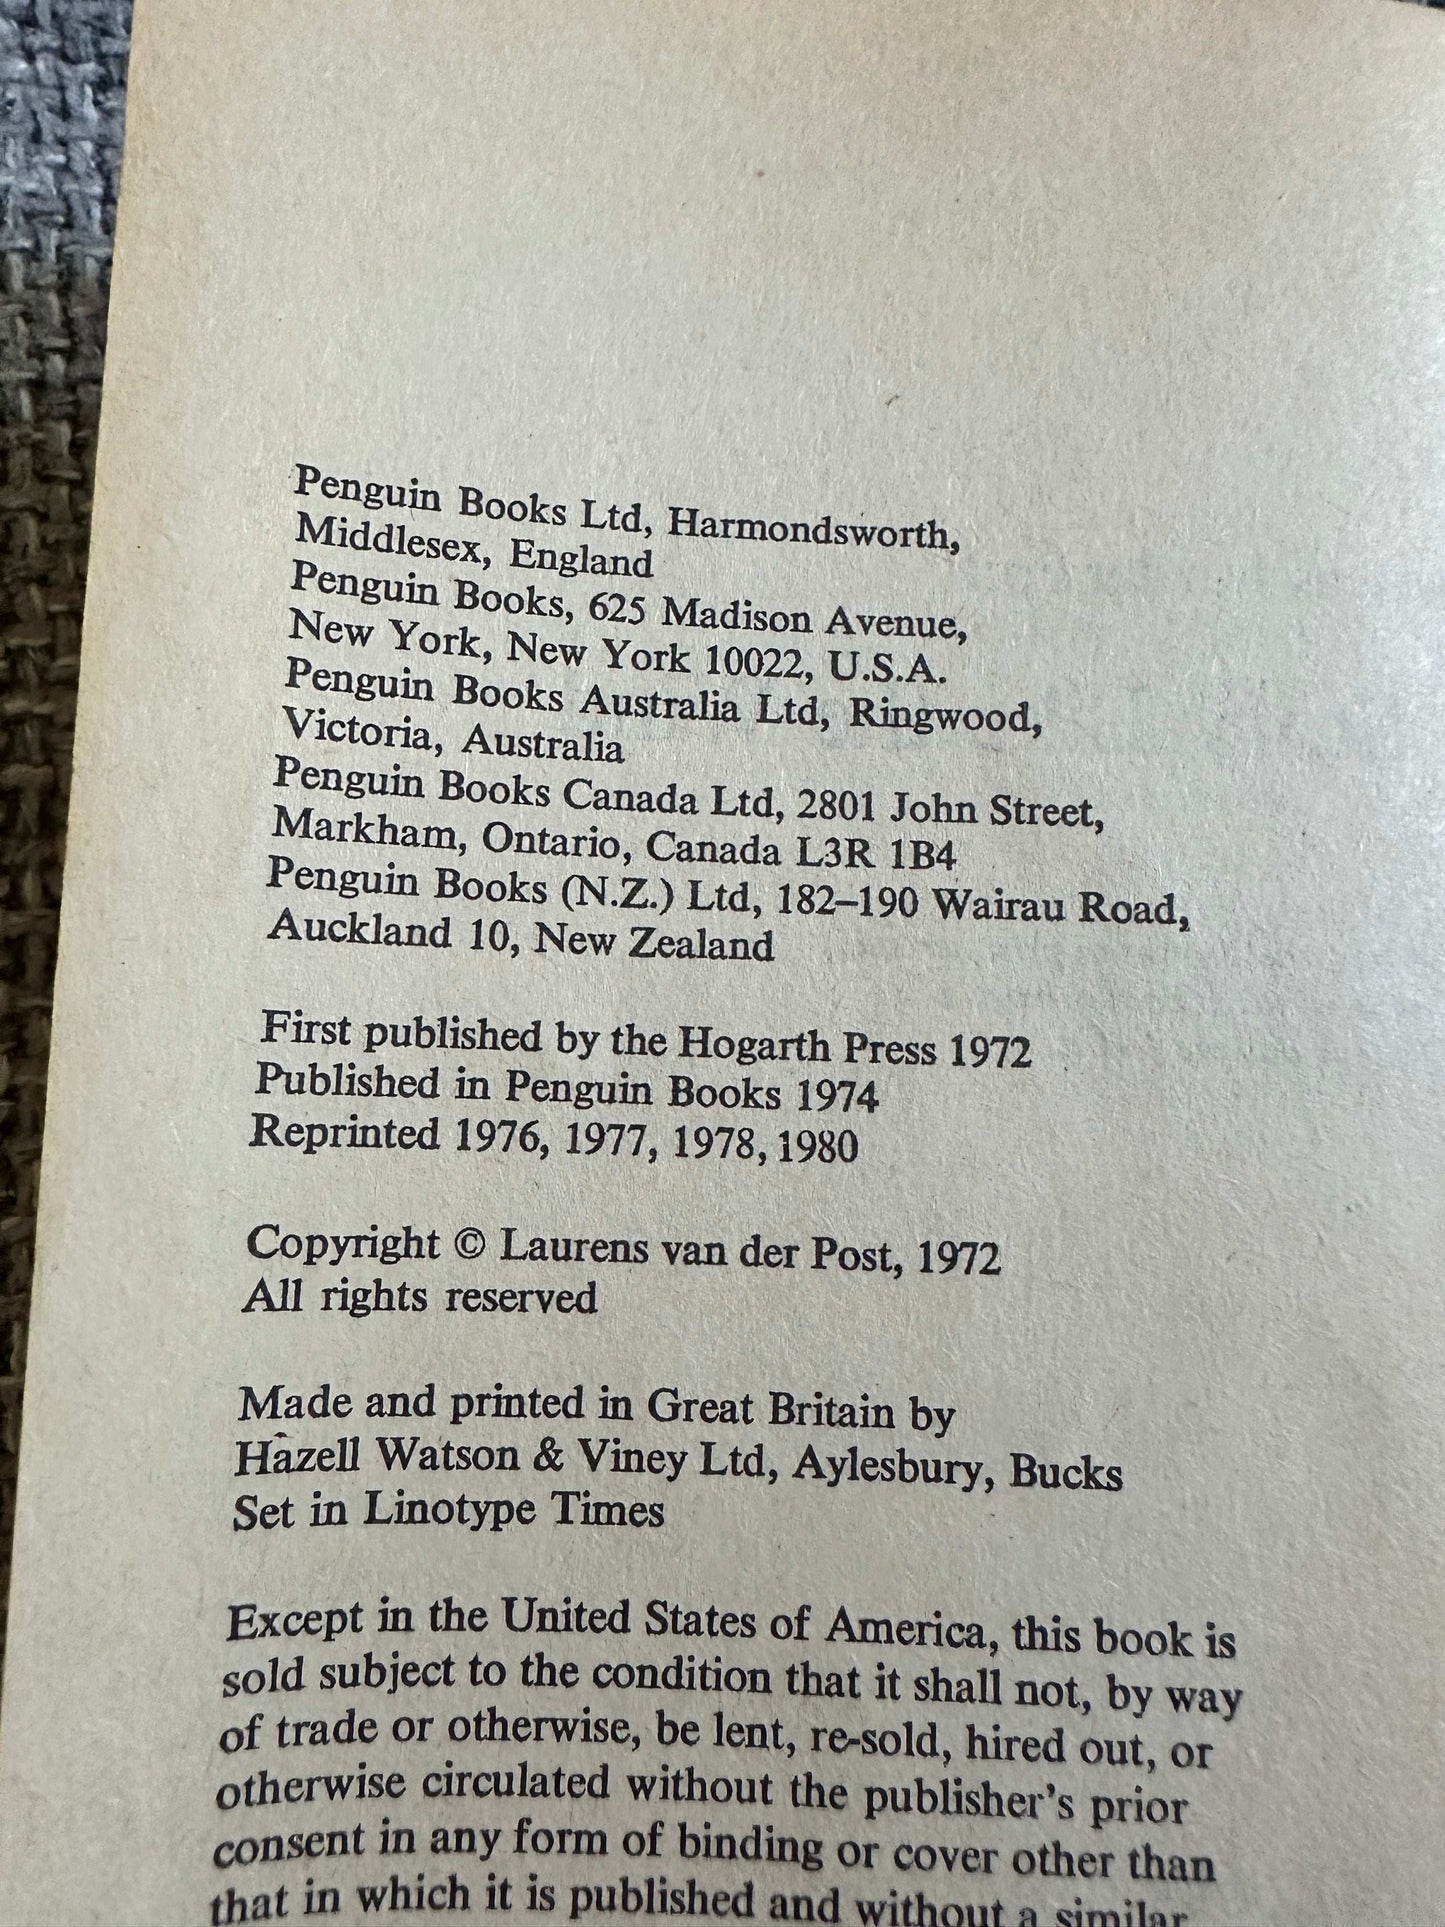 Penguin Books Ltd, Harmondsworth,
Middlesex, England
Penguin Books, 625 Madison Avenue,
New York, New York 10022, U.S.A.
Penguin Books Australia Ltd, Ringwood,
Victoria, Australia
Penguin Books Canada Ltd, 2801 John Street,
Markham, Ontario, Canada L3R 1B4
Penguin Books (N.Z.) Ltd, 182–190 Wairau Road,
Auckland 10, New Zealand
First published by the Hogarth Press 1972
Published in Penguin Books 1974
Reprinted 1976, 1977, 1978, 1980
Copyright © Laurens van der Post, 1972
All rights reserved
Made and printed in Great Britain by
Hazell Watson & Viney Ltd, Aylesbury, Bucks
Set in Linotype Times
Except in the United States of America, this book is
sold subject to the condition that it shall not, by way
of trade or otherwise, be lent, re-sold, hired out, or
otherwise circulated without the publisher's prior
consent in any form of binding or cover other than
that in which it is published and without a similar